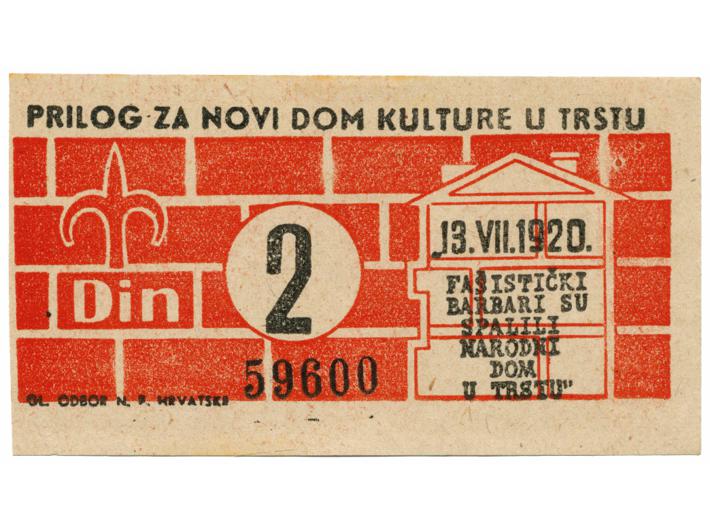 PRILOG ZA NOVI DOM KULTURE U TRSTU
Din
2
59600
GL. ODBOR N. F. HRVATSKE
„13.VII.1920.
FAŠISTIČKI
BARBARI SU
SPALILI
NARODNI
DOM
U TRSTU"